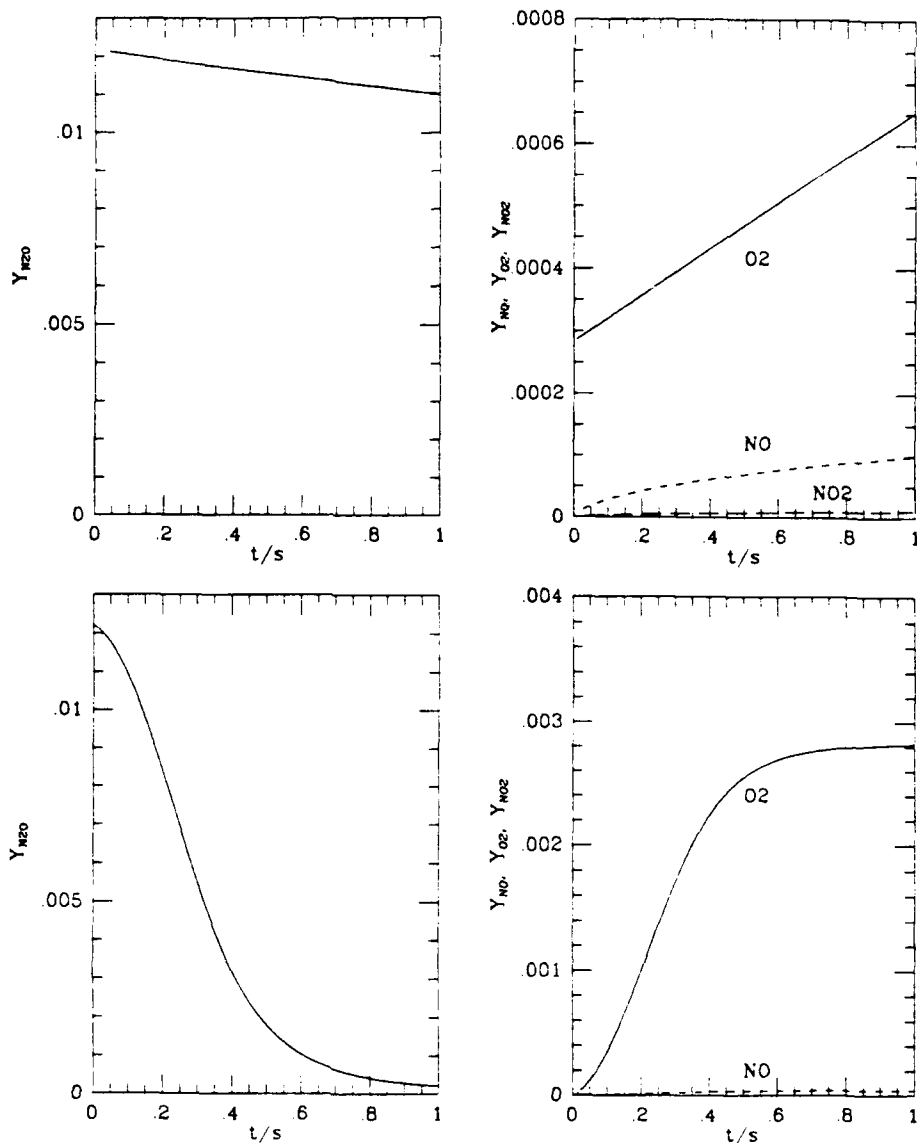 .01
.005
0
Y_N2O
0 .2 .4 .6 .8 1
t/s
.0008
.0006
.0004
.0002
0
Y_NO, Y_O2, Y_NO2
O2
NO
NO2
0 .2 .4 .6 .8 1
t/s
.01
.005
0
Y_N2O
0 .2 .4 .6 .8 1
t/s
.004
.003
.002
.001
0
Y_NO, Y_O2, Y_NO2
O2
NO
0 .2 .4 .6 .8 1
t/s